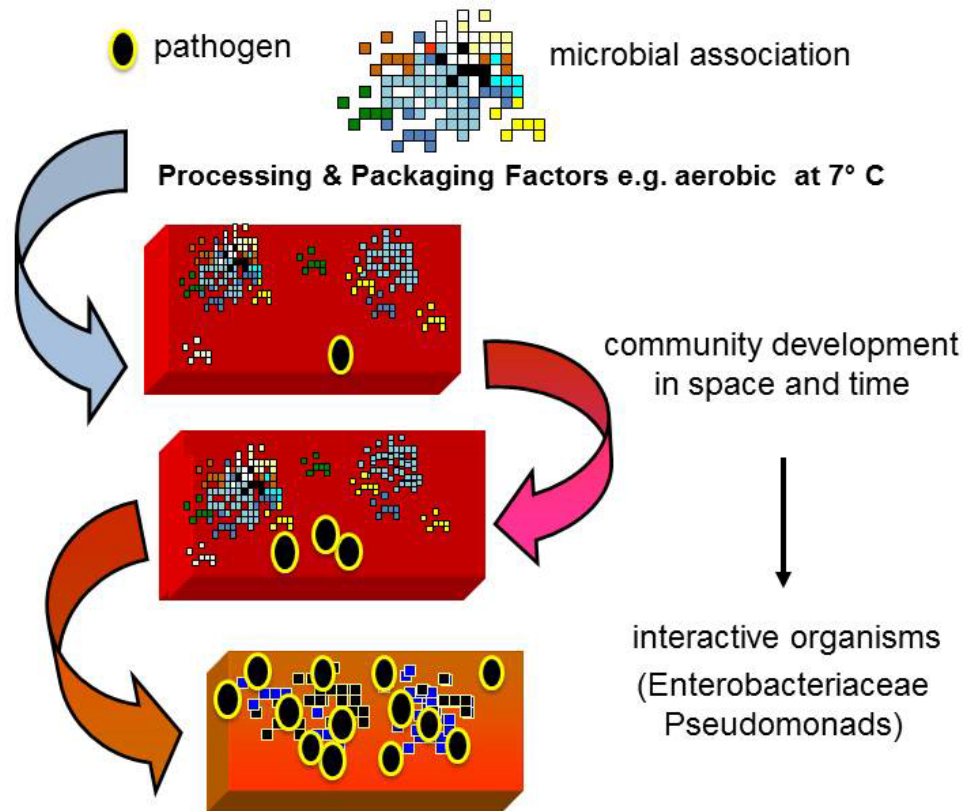 pathogen
microbial association
Processing & Packaging Factors e.g. aerobic at 7° C
community development
in space and time
interactive organisms
(Enterobacteriaceae
Pseudomonads)